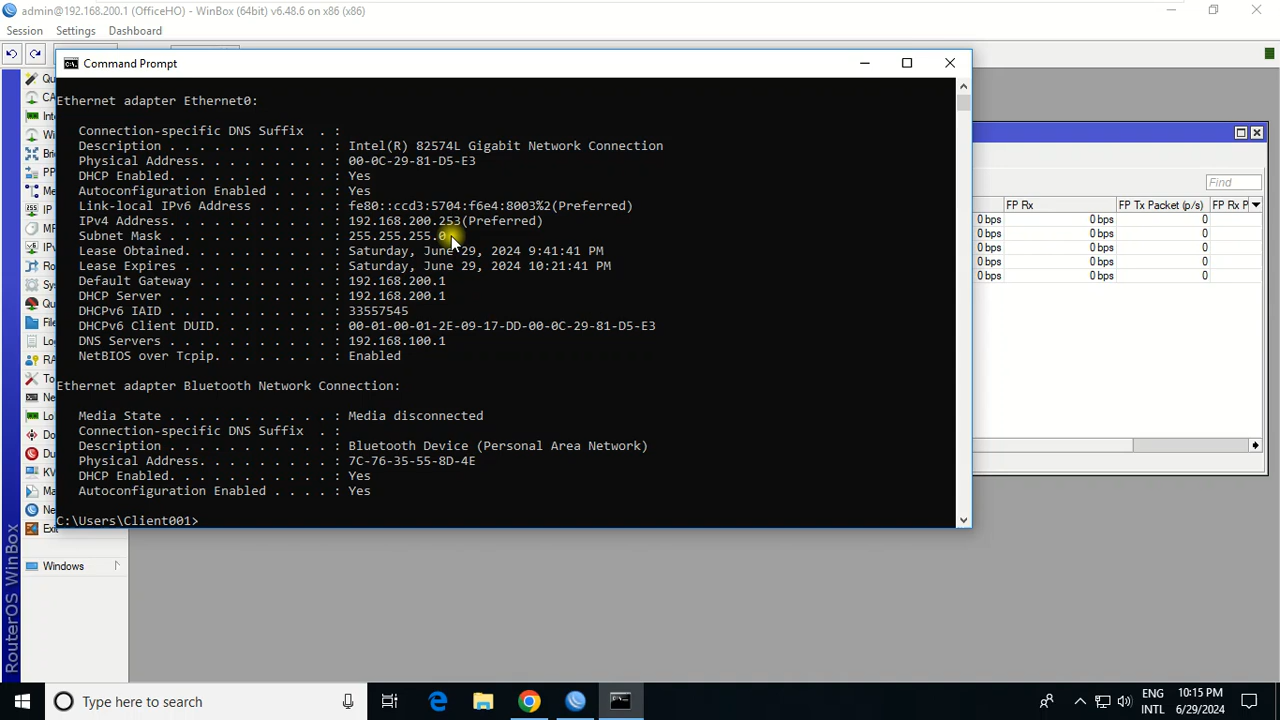 admin@192.168.200.1 (OfficeHO) - WinBox (64bit) v6.48.6 on x86 (x86)
Session Settings Dashboard
Command Prompt
Ethernet adapter Ethernet0:
Connection-specific DNS Suffix . :
Description . . . . . . . . . . . : Intel(R) 82574L Gigabit Network Connection
Physical Address. . . . . . . . . : 00-0C-29-81-D5-E3
DHCP Enabled. . . . . . . . . . . : Yes
Autoconfiguration Enabled . . . . : Yes
Link-local IPv6 Address . . . . . : fe80::ccd3:5704:f6e4:8003%2(Preferred)
IPv4 Address. . . . . . . . . . . : 192.168.200.253(Preferred)
Subnet Mask . . . . . . . . . . . : 255.255.255.0
Lease Obtained. . . . . . . . . . : Saturday, June 29, 2024 9:41:41 PM
Lease Expires . . . . . . . . . . : Saturday, June 29, 2024 10:21:41 PM
Default Gateway . . . . . . . . . : 192.168.200.1
DHCP Server . . . . . . . . . . . : 192.168.200.1
DHCPv6 IAID . . . . . . . . . . . : 33557545
DHCPv6 Client DUID. . . . . . . . : 00-01-00-01-2E-09-17-DD-00-0C-29-81-D5-E3
DNS Servers . . . . . . . . . . . : 192.168.100.1
NetBIOS over Tcpip. . . . . . . . : Enabled
Ethernet adapter Bluetooth Network Connection:
Media State . . . . . . . . . . . : Media disconnected
Connection-specific DNS Suffix . :
Description . . . . . . . . . . . : Bluetooth Device (Personal Area Network)
Physical Address. . . . . . . . . : 7C-76-35-55-8D-4E
DHCP Enabled. . . . . . . . . . . : Yes
Autoconfiguration Enabled . . . . : Yes
C:\Users\Client001>
Find
FP Rx FP Tx Packet (p/s) FP Rx P
0 bps 0 bps 0
0 bps 0 bps 0
0 bps 0 bps 0
0 bps 0 bps 0
0 bps 0 bps 0
Windows
RouterOS WinBox
Type here to search
ENG
INTL
10:15 PM
6/29/2024